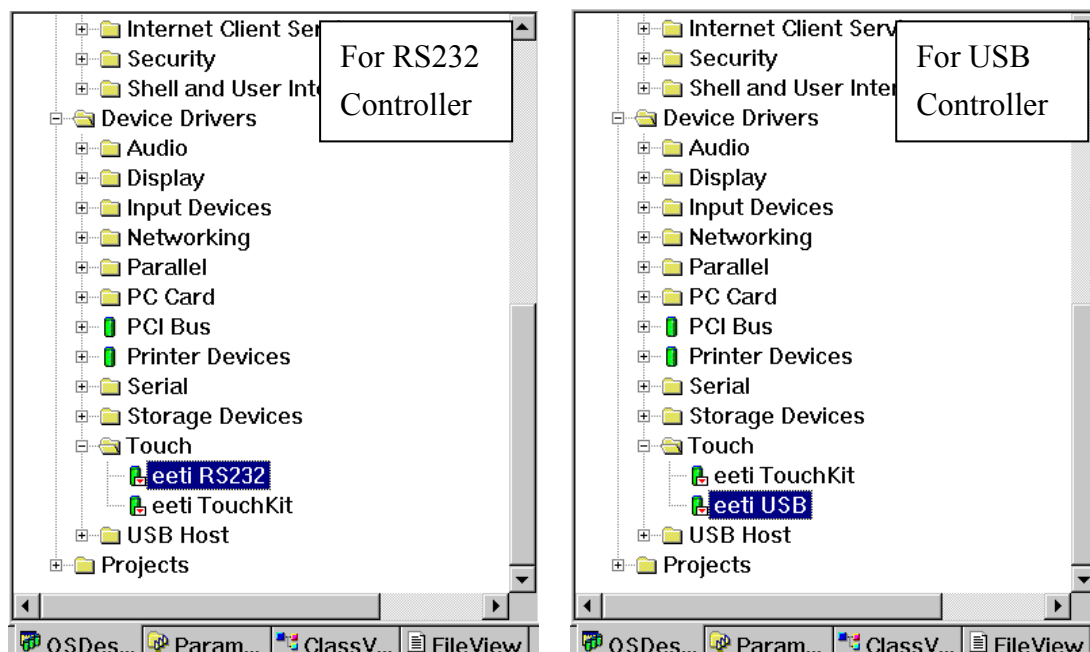 Internet Client Ser
Security
Shell and User Int
For RS232
Controller
Device Drivers
Audio
Display
Input Devices
Networking
Parallel
PC Card
PCI Bus
Printer Devices
Serial
Storage Devices
Touch
eeti RS232
eeti TouchKit
USB Host
Projects
OSDes... Param... ClassV... FileView
Internet Client Serv
Security
Shell and User Inter
For USB
Controller
Device Drivers
Audio
Display
Input Devices
Networking
Parallel
PC Card
PCI Bus
Printer Devices
Serial
Storage Devices
Touch
eeti TouchKit
eeti USB
USB Host
Projects
OSDes... Param... ClassV... FileView